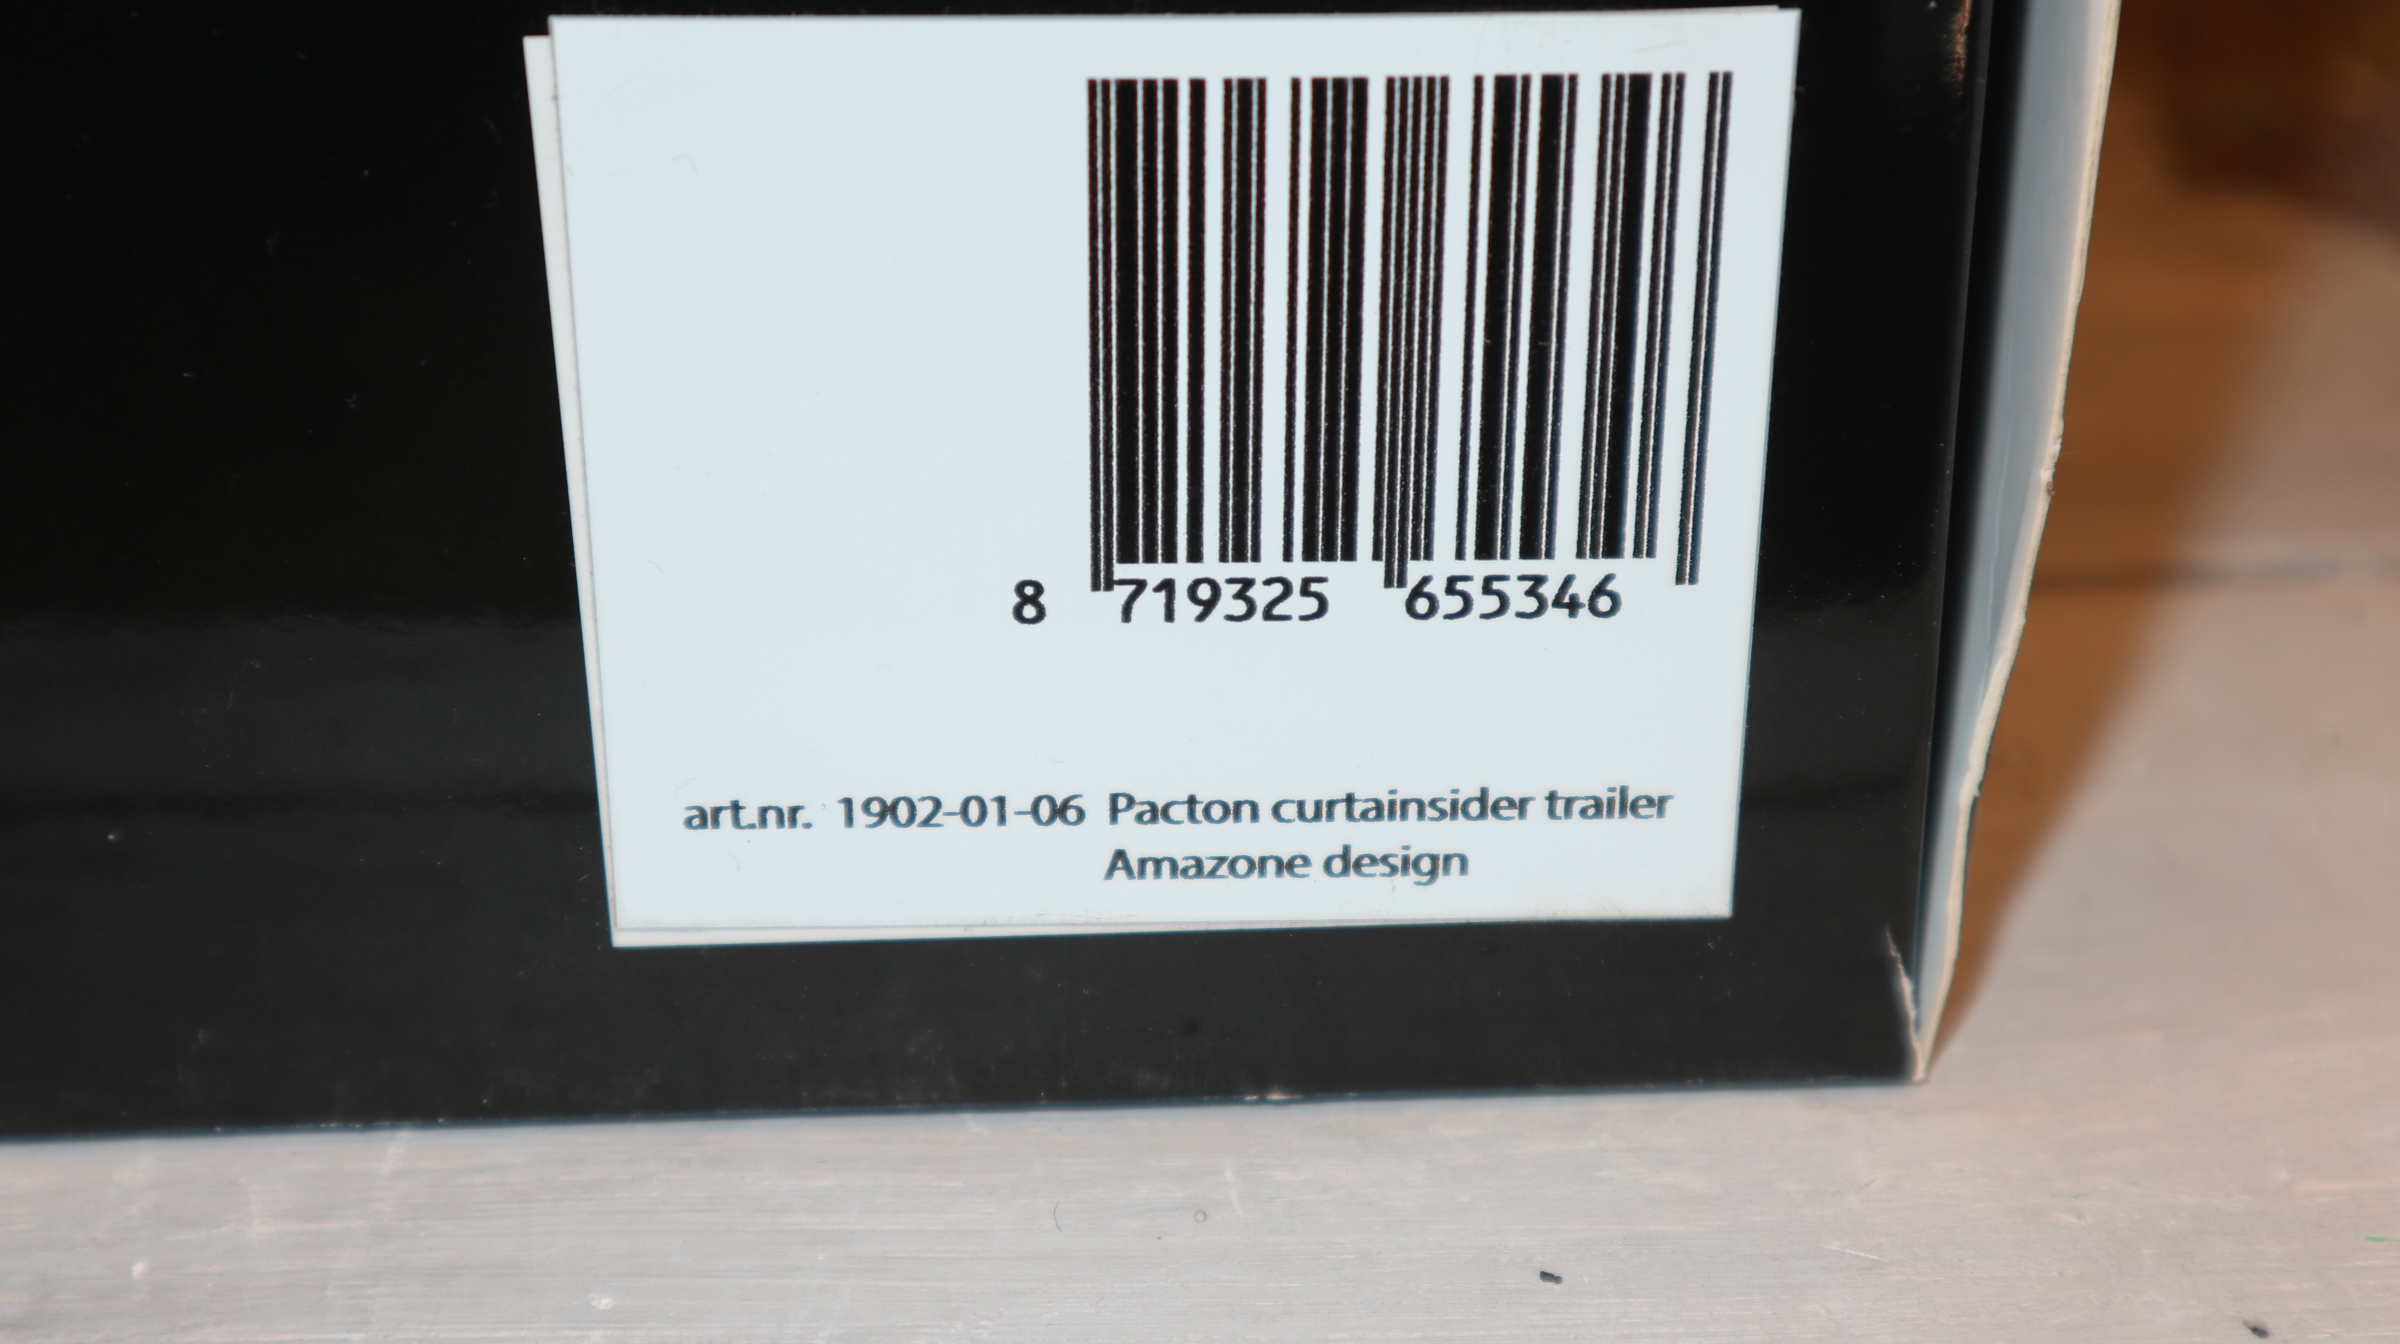 8 719325 655346
art.nr. 1902-01-06 Pacton curtainsider trailer
Amazone design